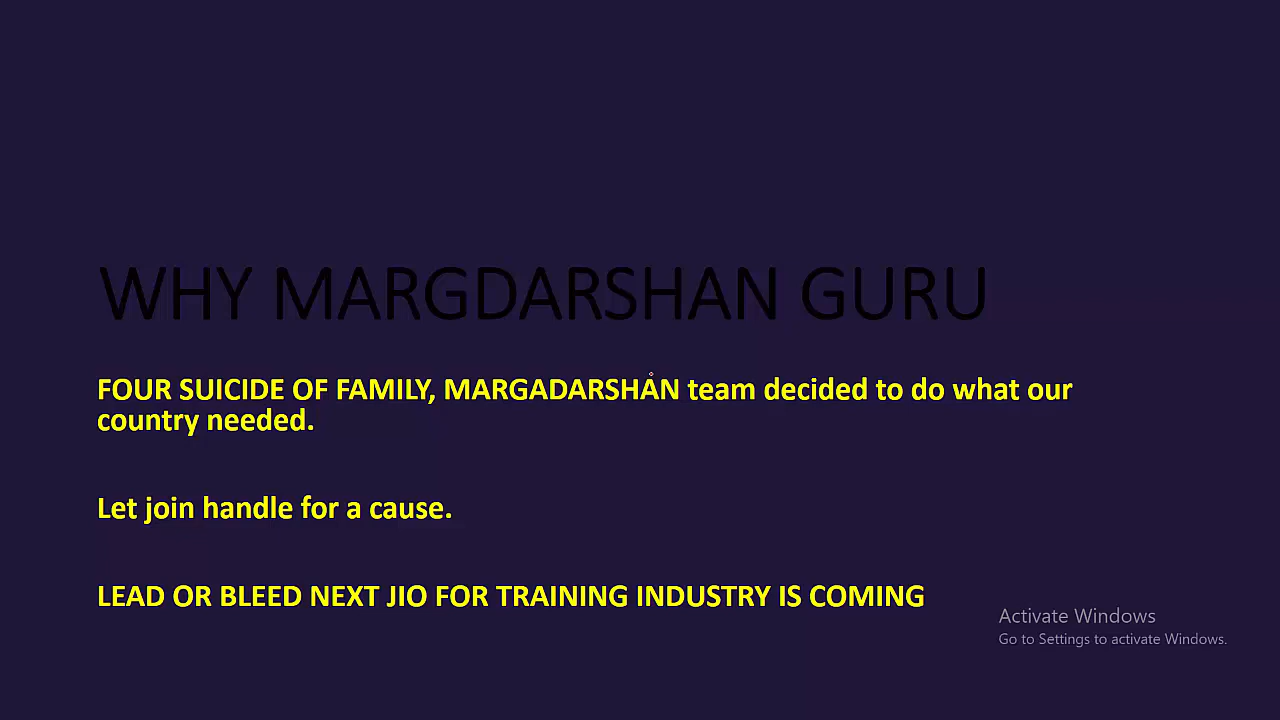 WHY MARGDARSHAN GURU
FOUR SUICIDE OF FAMILY, MARGADARSHAN team decided to do what our
country needed.
Let join handle for a cause.
LEAD OR BLEED NEXT JIO FOR TRAINING INDUSTRY IS COMING
Activate Windows
Go to Settings to activate Windows.